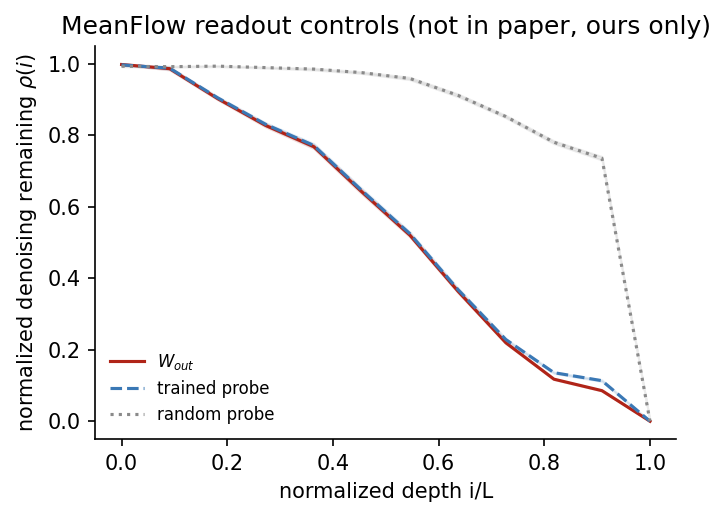 MeanFlow readout controls (not in paper, ours only)
normalized denoising remaining ρ(i)
1.0
0.8
0.6
0.4
0.2
0.0
W_out
trained probe
random probe
0.0 0.2 0.4 0.6 0.8 1.0
normalized depth i/L